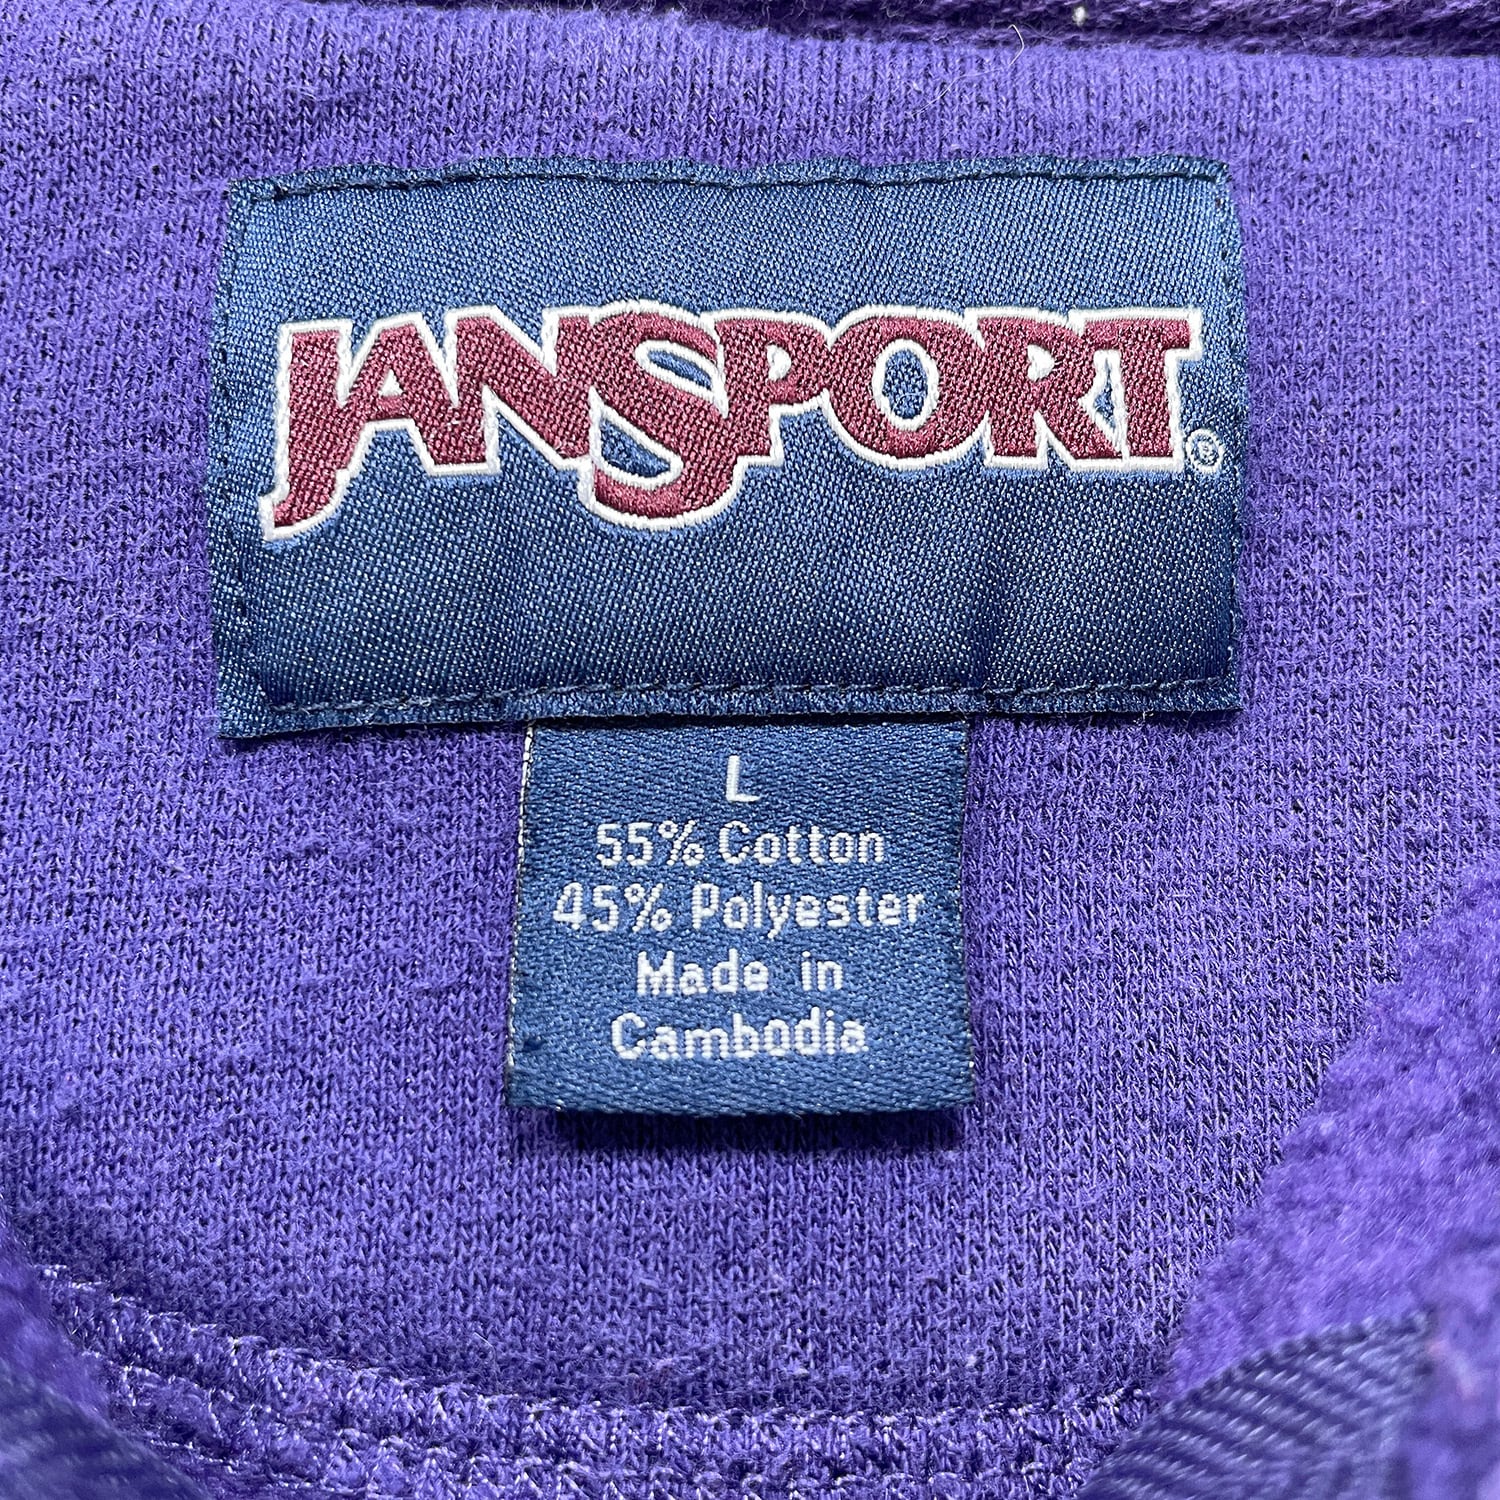 JANSPORT®
L
55% Cotton
45% Polyester
Made in
Cambodia